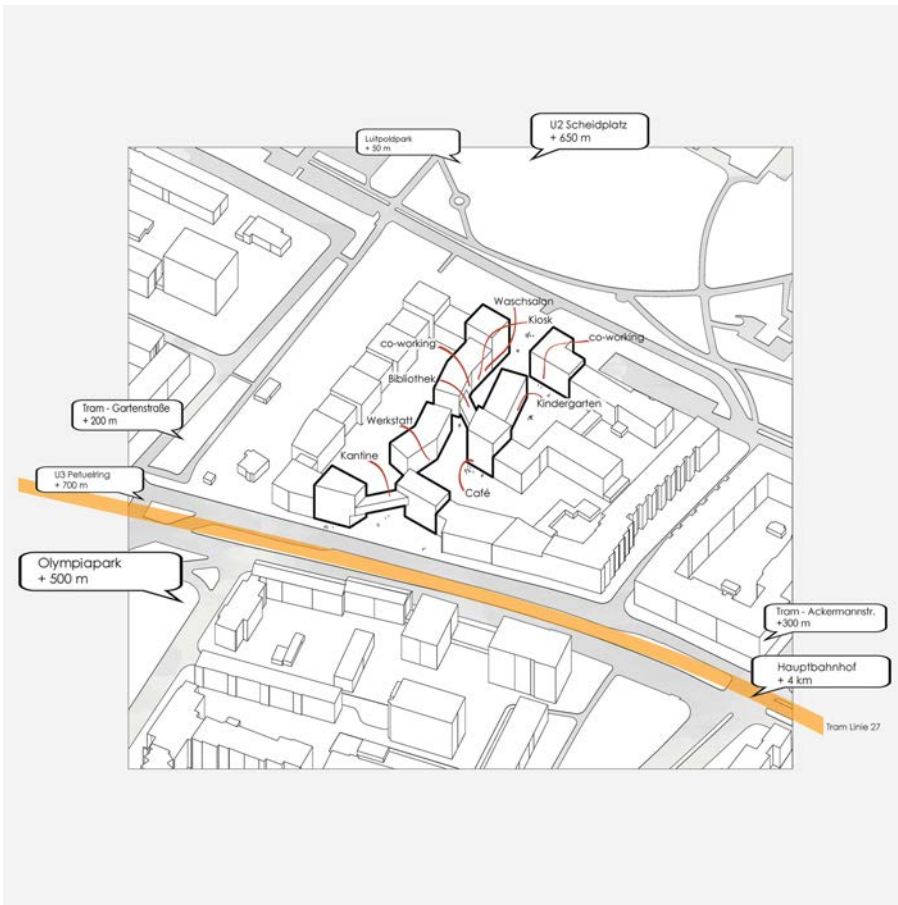 Luitpoldpark
+ 50 m
U2 Scheidplatz
+ 650 m
Waschsalon
Kiosk
co-working
co-working
Bibliothek
Kindergarten
Tram - Gartenstraße
+ 200 m
Werkstatt
Kantine
U3 Petuelring
+ 700 m
Café
Olympiapark
+ 500 m
Tram - Ackermannstr.
+300 m
Hauptbahnhof
+ 4 km
Tram Linie 27